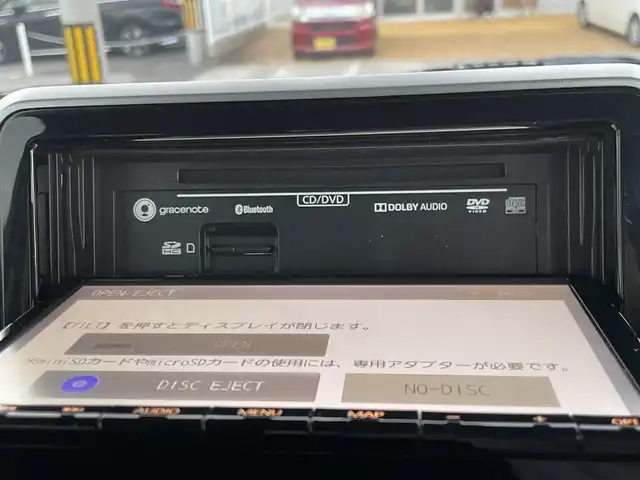 CD/DVD
gracenote Bluetooth DOLBY AUDIO DVD VIDEO
SD HC
OPEN/EJECT
【TILT】を押すとディスプレイが閉じます。
OPEN
※miniSDカードやmicroSDカードの使用には、専用アダプターが必要です。
DISC EJECT NO-DISC
AUDIO MENU MAP − +